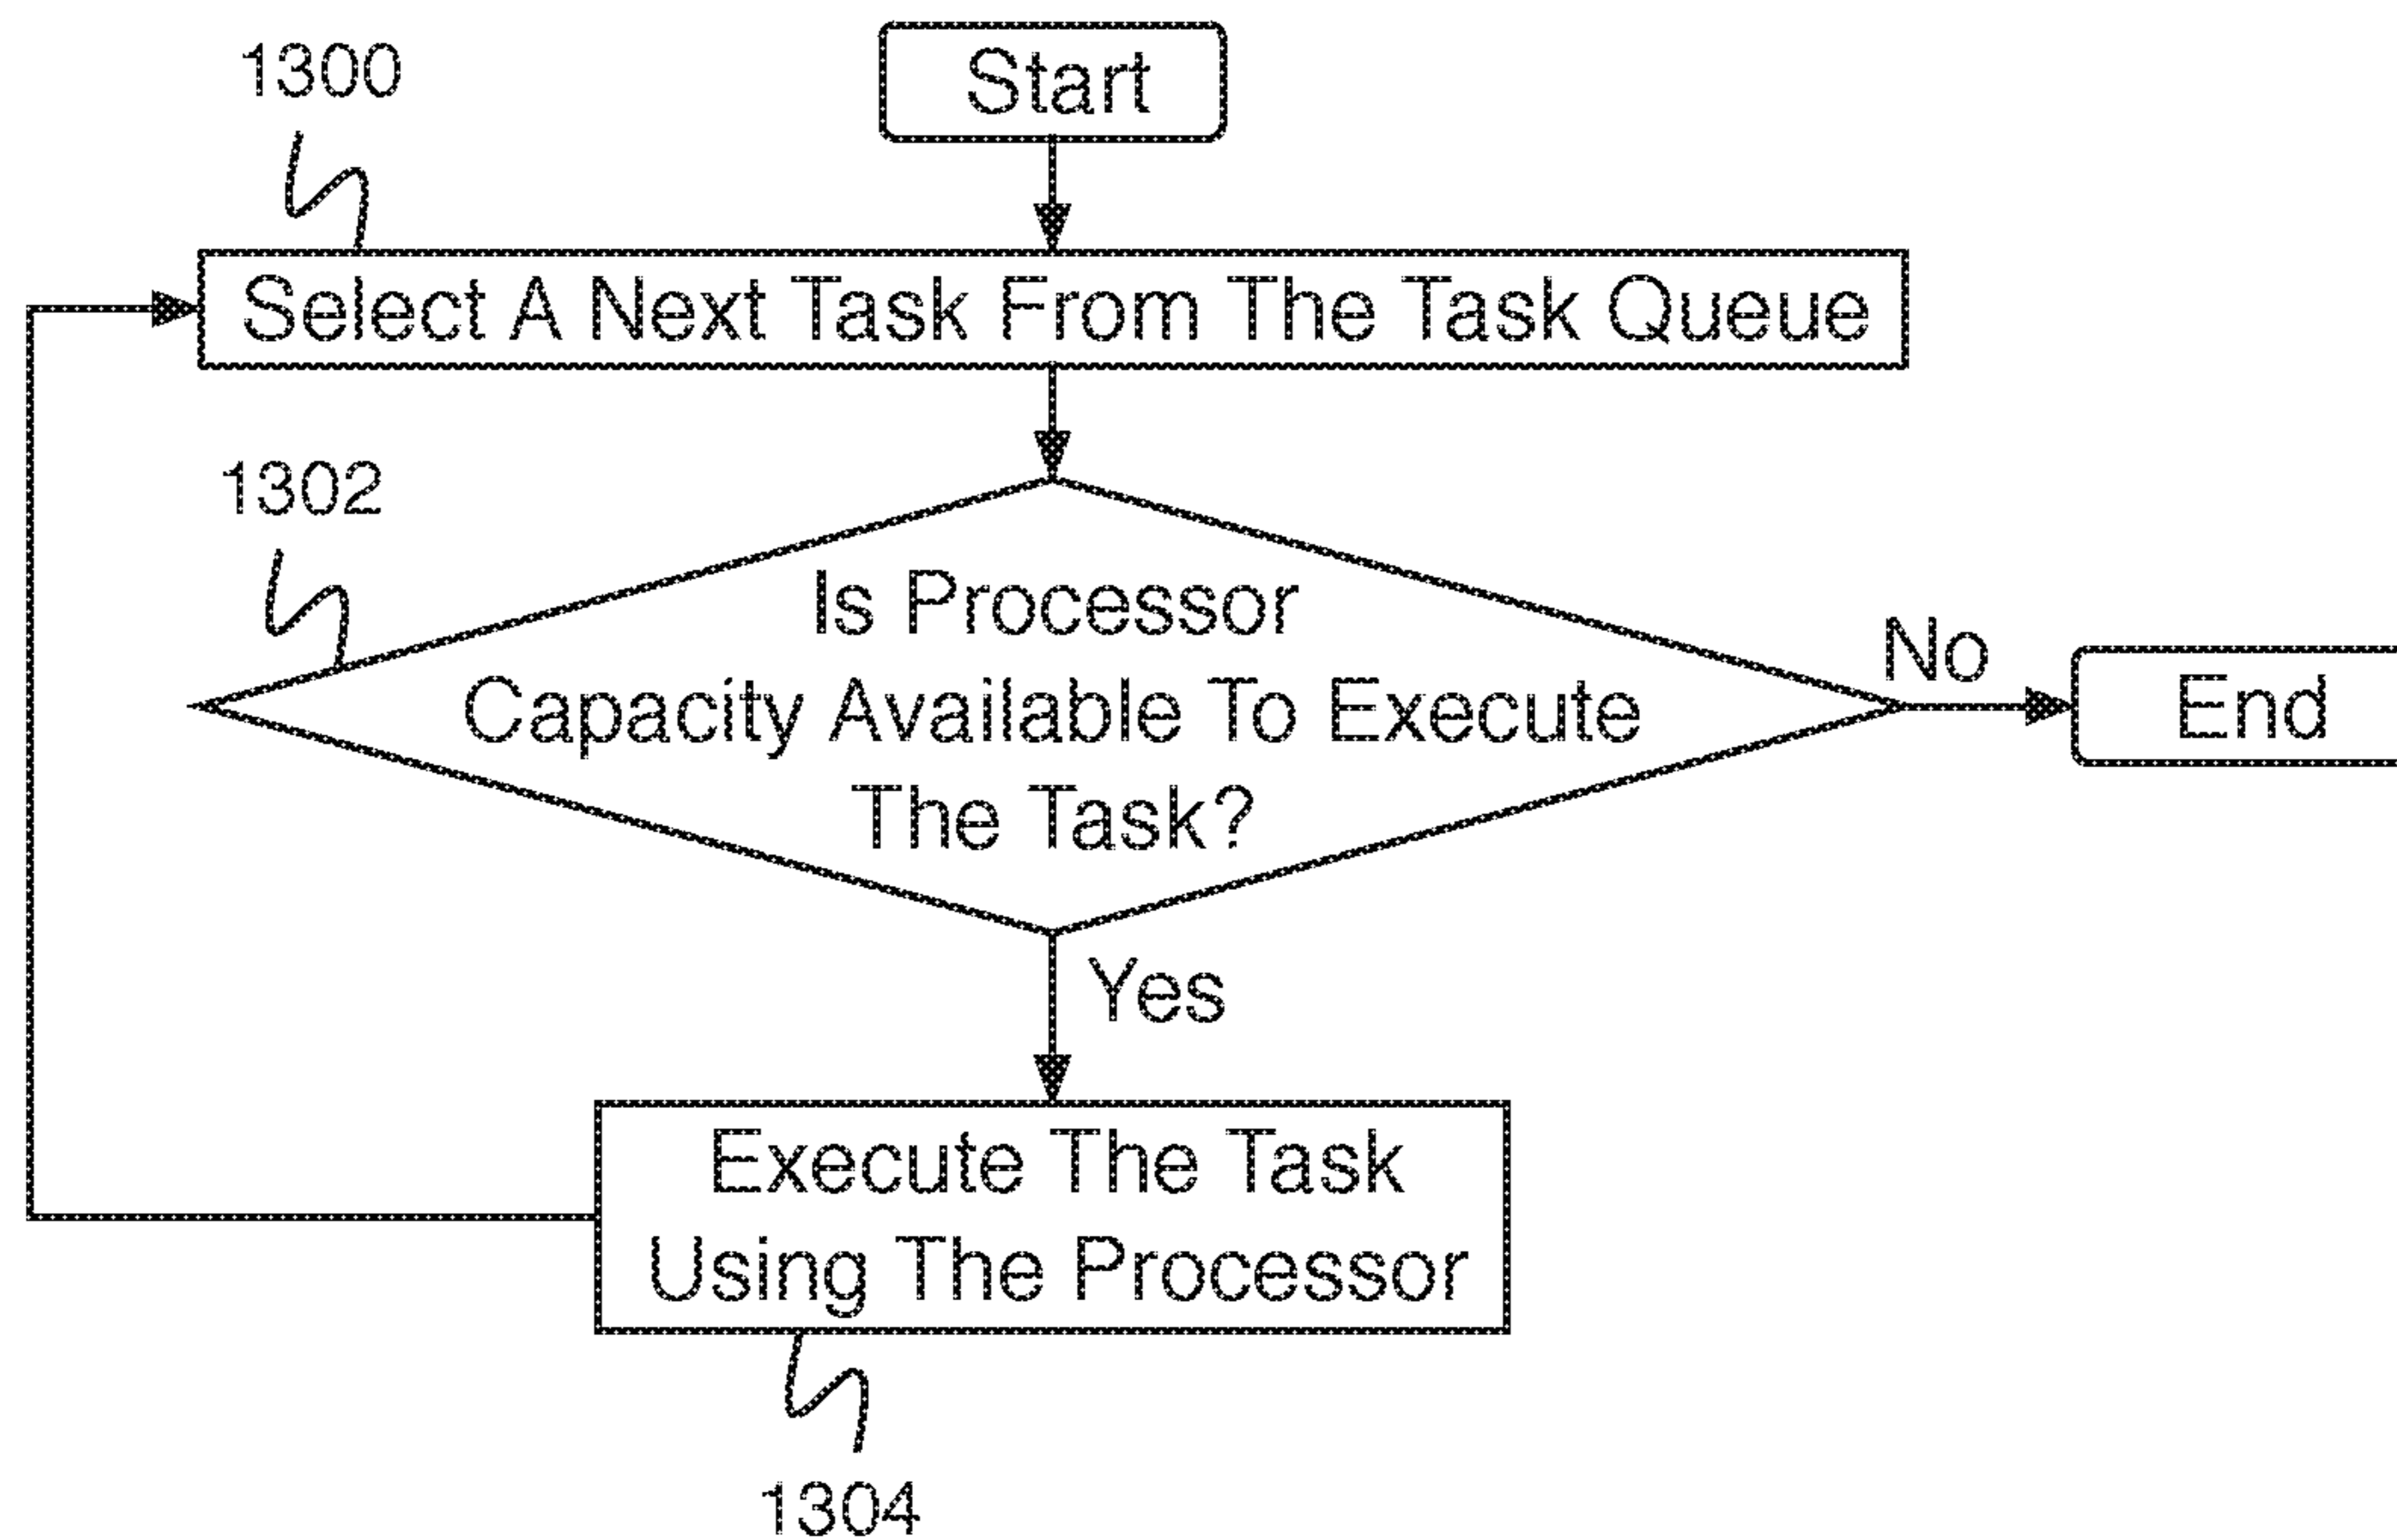 1300
Start
Select A Next Task From The Task Queue
1302
Is Processor
Capacity Available To Execute
The Task?
No
End
Yes
Execute The Task
Using The Processor
1304